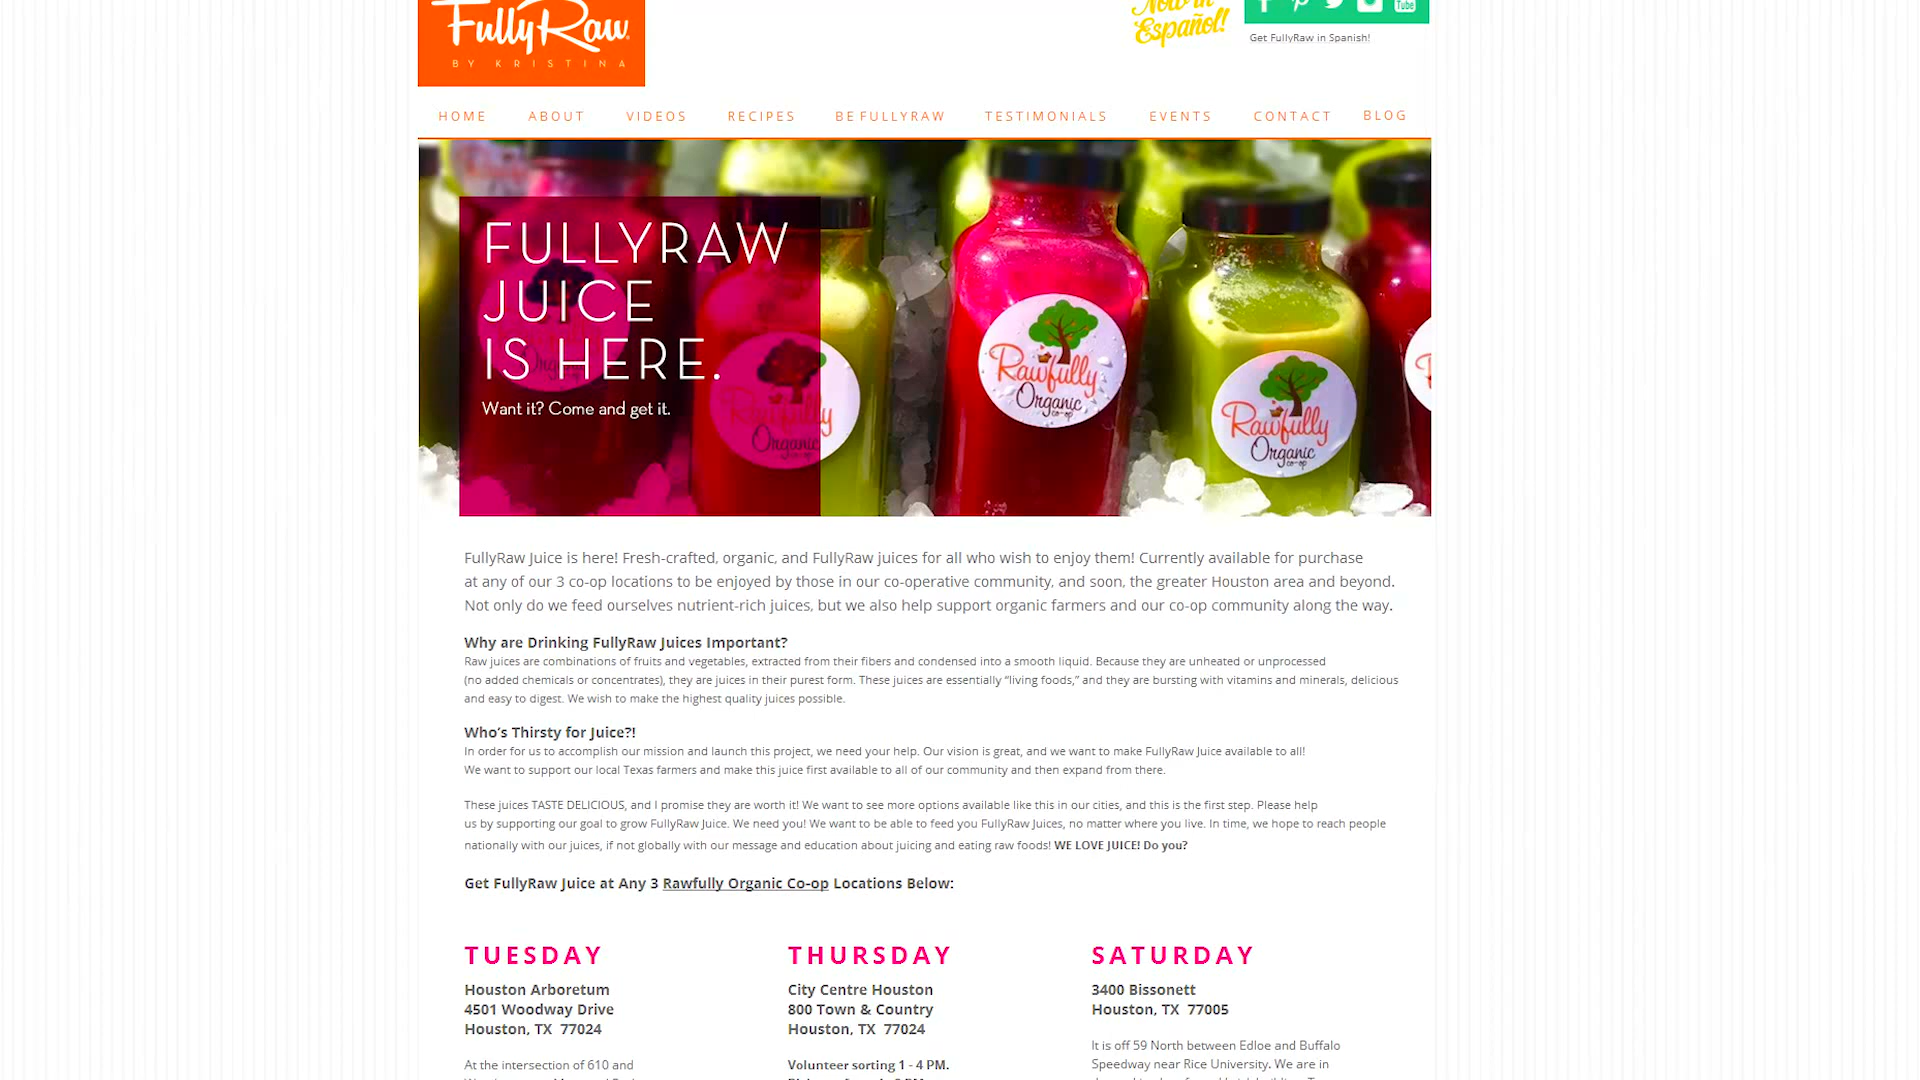 FullyRaw
BY KRISTINA
Now in
Español!
Tube
Get FullyRaw in Spanish!
HOME ABOUT VIDEOS RECIPES BE FULLYRAW TESTIMONIALS EVENTS CONTACT BLOG
FULLYRAW
JUICE
IS HERE.
Want it? Come and get it.
Rawfully
Organic
co-op
Rawfully
Organic
co-op
Rawfully
Organic
FullyRaw Juice is here! Fresh-crafted, organic, and FullyRaw juices for all who wish to enjoy them! Currently available for purchase
at any of our 3 co-op locations to be enjoyed by those in our co-operative community, and soon, the greater Houston area and beyond.
Not only do we feed ourselves nutrient-rich juices, but we also help support organic farmers and our co-op community along the way.
Why are Drinking FullyRaw Juices Important?
Raw juices are combinations of fruits and vegetables, extracted from their fibers and condensed into a smooth liquid. Because they are unheated or unprocessed
(no added chemicals or concentrates), they are juices in their purest form. These juices are essentially “living foods,” and they are bursting with vitamins and minerals, delicious
and easy to digest. We wish to make the highest quality juices possible.
Who’s Thirsty for Juice?!
In order for us to accomplish our mission and launch this project, we need your help. Our vision is great, and we want to make FullyRaw Juice available to all!
We want to support our local Texas farmers and make this juice first available to all of our community and then expand from there.
These juices TASTE DELICIOUS, and I promise they are worth it! We want to see more options available like this in our cities, and this is the first step. Please help
us by supporting our goal to grow FullyRaw Juice. We need you! We want to be able to feed you FullyRaw Juices, no matter where you live. In time, we hope to reach people
nationally with our juices, if not globally with our message and education about juicing and eating raw foods! WE LOVE JUICE! Do you?
Get FullyRaw Juice at Any 3 Rawfully Organic Co-op Locations Below:
TUESDAY
Houston Arboretum
4501 Woodway Drive
Houston, TX 77024
At the intersection of 610 and
THURSDAY
City Centre Houston
800 Town & Country
Houston, TX 77024
Volunteer sorting 1 - 4 PM.
SATURDAY
3400 Bissonett
Houston, TX 77005
It is off 59 North between Edloe and Buffalo
Speedway near Rice University. We are in